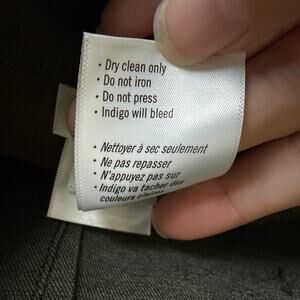 • Dry clean only
• Do not iron
• Do not press
• Indigo will bleed
• Nettoyer à sec seulement
• Ne pas repasser
• N'appuyez pas sur
• Indigo va tacher des
couleurs claires